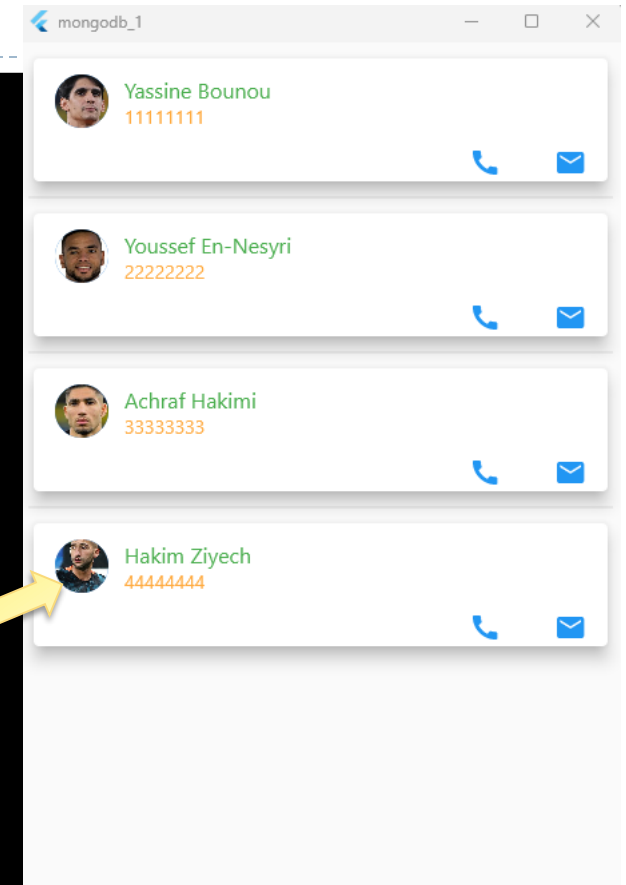 mongodb_1
Yassine Bounou
11111111
Youssef En-Nesyri
22222222
Achraf Hakimi
33333333
Hakim Ziyech
44444444